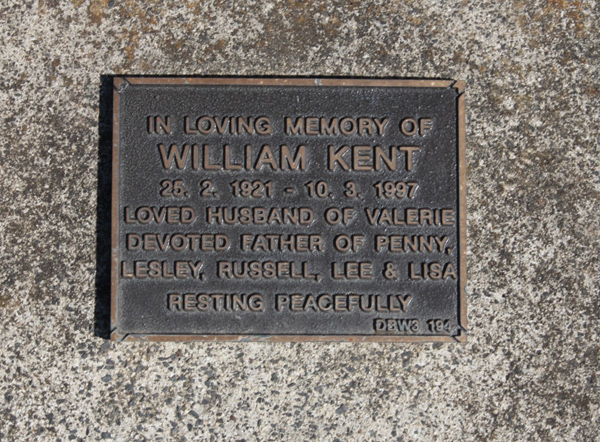 IN LOVING MEMORY OF
WILLIAM KENT
25. 2. 1921 - 10. 3. 1997
LOVED HUSBAND OF VALERIE
DEVOTED FATHER OF PENNY,
LESLEY, RUSSELL, LEE & LISA
RESTING PEACEFULLY
DBW3 194